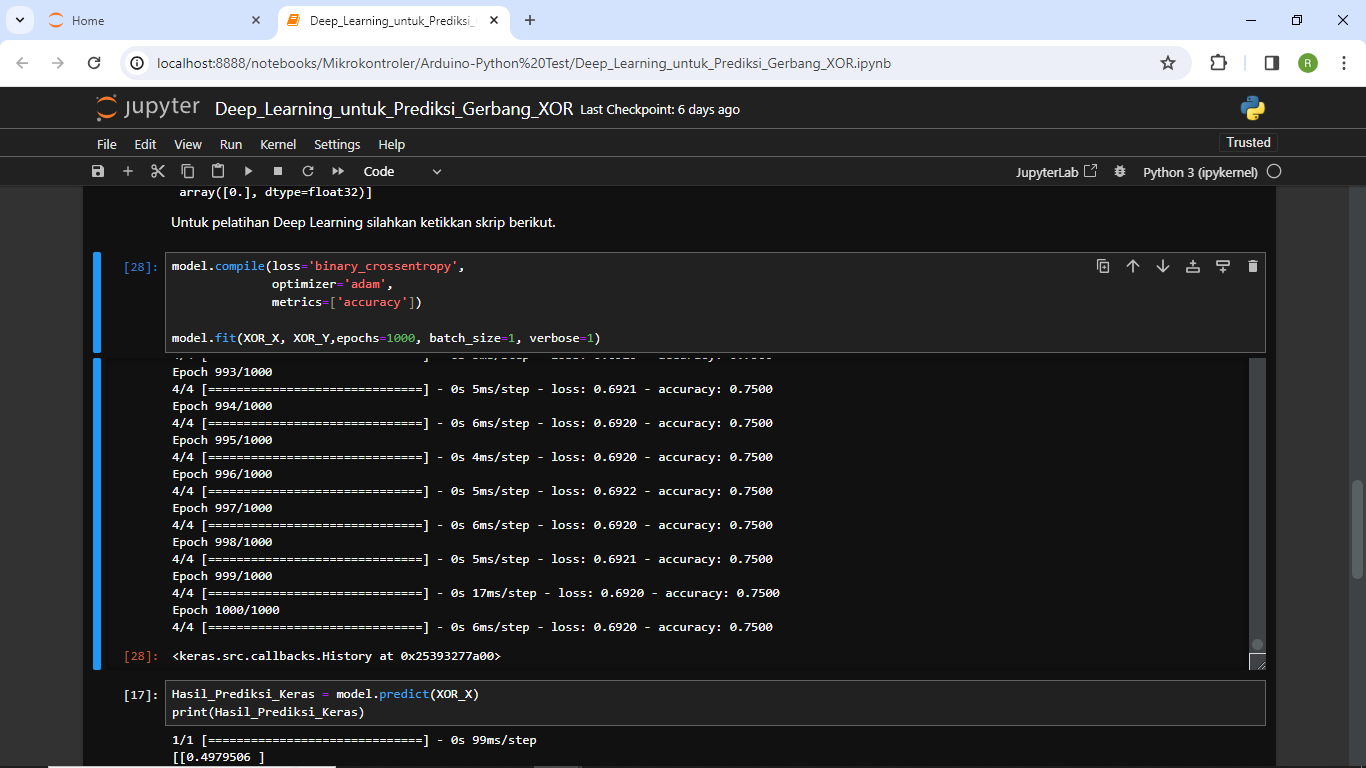 Home
Deep_Learning_untuk_Prediksi_
localhost:8888/notebooks/Mikrokontroler/Arduino-Python%20Test/Deep_Learning_untuk_Prediksi_Gerbang_XOR.ipynb
R
jupyter Deep_Learning_untuk_Prediksi_Gerbang_XOR Last Checkpoint: 6 days ago
File Edit View Run Kernel Settings Help
Trusted
Code
JupyterLab
Python 3 (ipykernel)
array([0.], dtype=float32)]
Untuk pelatihan Deep Learning silahkan ketikkan skrip berikut.
[28]: model.compile(loss='binary_crossentropy',
optimizer='adam',
metrics=['accuracy'])
model.fit(XOR_X, XOR_Y,epochs=1000, batch_size=1, verbose=1)
Epoch 993/1000
4/4 [==============================] - 0s 5ms/step - loss: 0.6921 - accuracy: 0.7500
Epoch 994/1000
4/4 [==============================] - 0s 6ms/step - loss: 0.6920 - accuracy: 0.7500
Epoch 995/1000
4/4 [==============================] - 0s 4ms/step - loss: 0.6920 - accuracy: 0.7500
Epoch 996/1000
4/4 [==============================] - 0s 5ms/step - loss: 0.6922 - accuracy: 0.7500
Epoch 997/1000
4/4 [==============================] - 0s 6ms/step - loss: 0.6920 - accuracy: 0.7500
Epoch 998/1000
4/4 [==============================] - 0s 5ms/step - loss: 0.6921 - accuracy: 0.7500
Epoch 999/1000
4/4 [==============================] - 0s 17ms/step - loss: 0.6920 - accuracy: 0.7500
Epoch 1000/1000
4/4 [==============================] - 0s 6ms/step - loss: 0.6920 - accuracy: 0.7500
[28]: <keras.src.callbacks.History at 0x25393277a00>
[17]: Hasil_Prediksi_Keras = model.predict(XOR_X)
print(Hasil_Prediksi_Keras)
1/1 [==============================] - 0s 99ms/step
[[0.4979506 ]